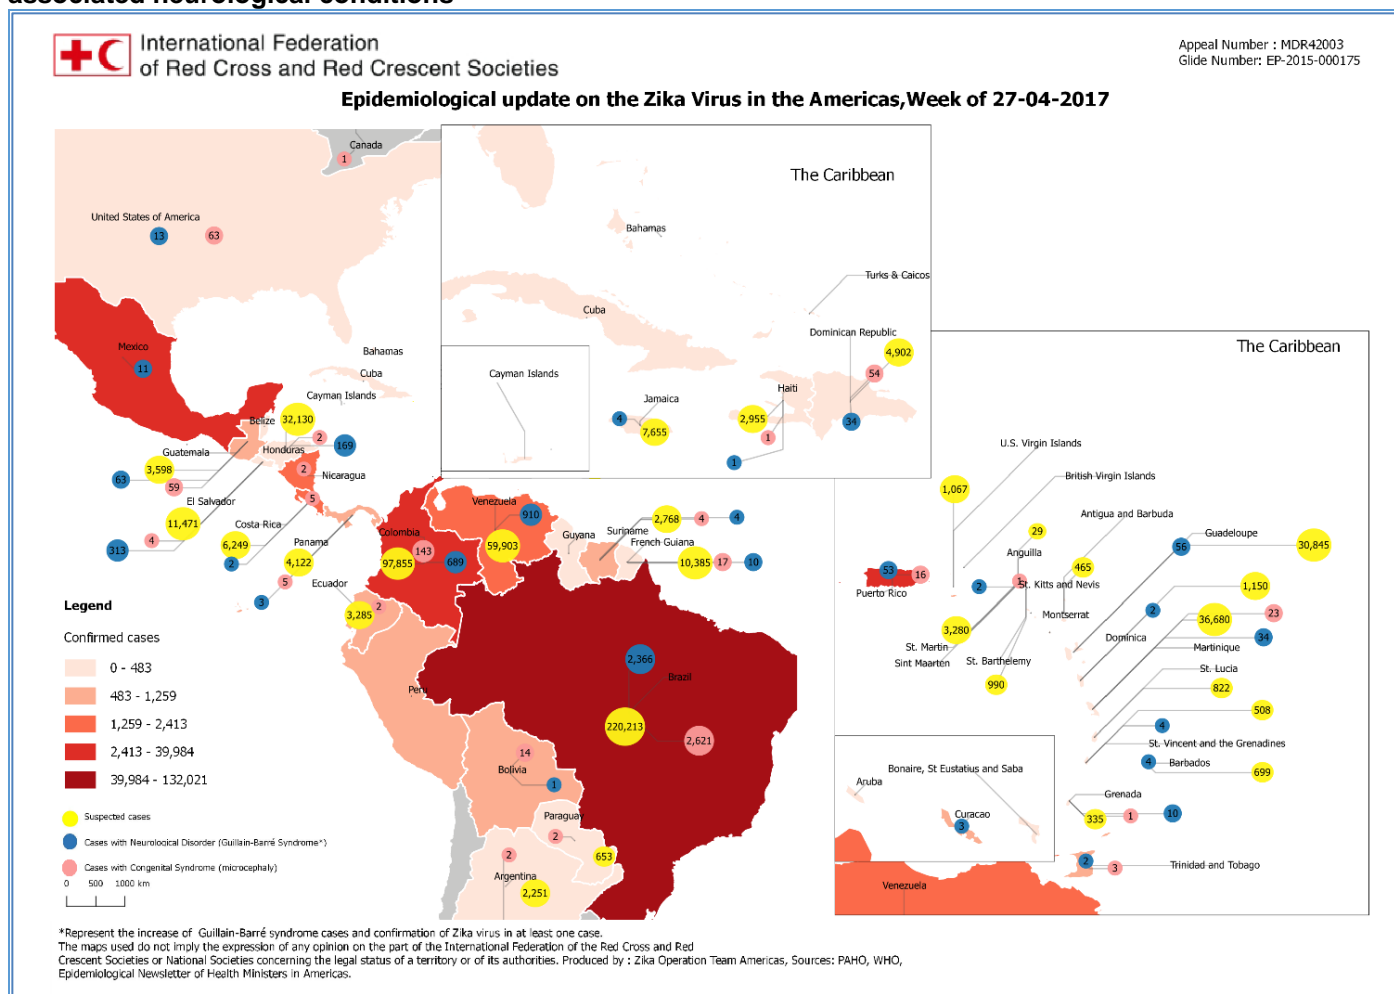 associated neurological conditions
International Federation
of Red Cross and Red Crescent Societies
Appeal Number : MDR42003
Glide Number: EP-2015-000175
Epidemiological update on the Zika Virus in the Americas,Week of 27-04-2017
Canada
1
United States of America
13
63
Mexico
11
Bahamas
Cuba
Cayman Islands
Belize
32,130
2
169
Honduras
Guatemala
3,598
63
59
2
Nicaragua
El Salvador
11,471
4
313
5
Costa Rica
6,249
2
Panama
4,122
5
3
Ecuador
3,285
2
Colombia
97,855
143
689
Venezuela
910
59,903
Guyana
Suriname
2,768
4
4
French Guiana
10,385
17
10
Peru
2,366
Brazil
220,213
2,621
14
Bolivia
1
Paraguay
2
653
2
Argentina
2,251
The Caribbean
Bahamas
Turks & Caicos
Cuba
Dominican Republic
4,902
54
34
Cayman Islands
Haiti
2,955
1
1
Jamaica
4
7,655
The Caribbean
U.S. Virgin Islands
1,067
British Virgin Islands
Antigua and Barbuda
29
Anguilla
465
Guadeloupe
56
30,845
53
16
Puerto Rico
2
1
St. Kitts and Nevis
Montserrat
1,150
2
Dominica
36,680
23
34
Martinique
3,280
St. Martin
Sint Maarten
St. Barthelemy
990
St. Lucia
822
508
4
St. Vincent and the Grenadines
4
Barbados
699
Bonaire, St Eustatius and Saba
Aruba
Curacao
3
Grenada
335
1
10
2
3
Trinidad and Tobago
Venezuela
Legend
Confirmed cases
0 - 483
483 - 1,259
1,259 - 2,413
2,413 - 39,984
39,984 - 132,021
Suspected cases
Cases with Neurological Disorder (Guillain-Barré Syndrome*)
Cases with Congenital Syndrome (microcephaly)
0 500 1000 km
*Represent the increase of Guillain-Barré syndrome cases and confirmation of Zika virus in at least one case.
The maps used do not imply the expression of any opinion on the part of the International Federation of the Red Cross and Red
Crescent Societies or National Societies concerning the legal status of a territory or of its authorities. Produced by : Zika Operation Team Americas, Sources: PAHO, WHO,
Epidemiological Newsletter of Health Ministers in Americas.